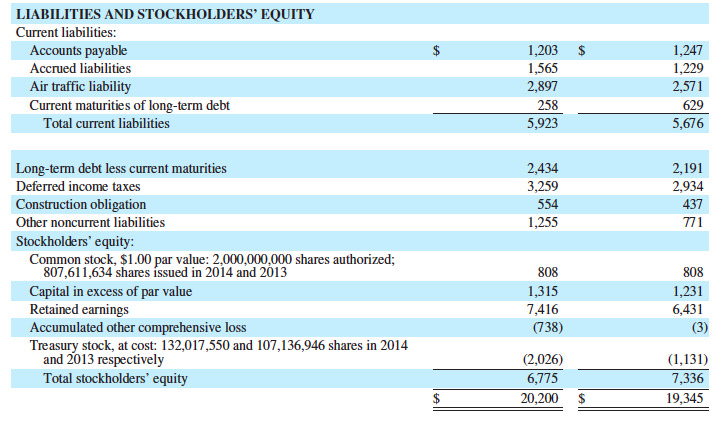 LIABILITIES AND STOCKHOLDERS' EQUITY
Current liabilities:
Accounts payable $ 1,203 $ 1,247
Accrued liabilities 1,565 1,229
Air traffic liability 2,897 2,571
Current maturities of long-term debt 258 629
Total current liabilities 5,923 5,676
Long-term debt less current maturities 2,434 2,191
Deferred income taxes 3,259 2,934
Construction obligation 554 437
Other noncurrent liabilities 1,255 771
Stockholders' equity:
Common stock, $1.00 par value: 2,000,000,000 shares authorized;
807,611,634 shares issued in 2014 and 2013 808 808
Capital in excess of par value 1,315 1,231
Retained earnings 7,416 6,431
Accumulated other comprehensive loss (738) (3)
Treasury stock, at cost: 132,017,550 and 107,136,946 shares in 2014
and 2013 respectively (2,026) (1,131)
Total stockholders' equity 6,775 7,336
$ 20,200 $ 19,345